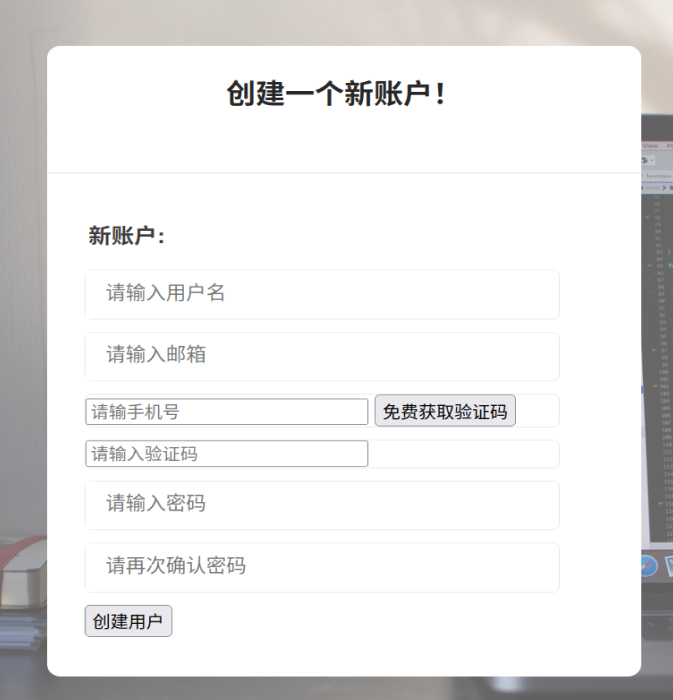 创建一个新账户！
新账户:
请输入用户名
请输入邮箱
请输手机号 免费获取验证码
请输入验证码
请输入密码
请再次确认密码
创建用户